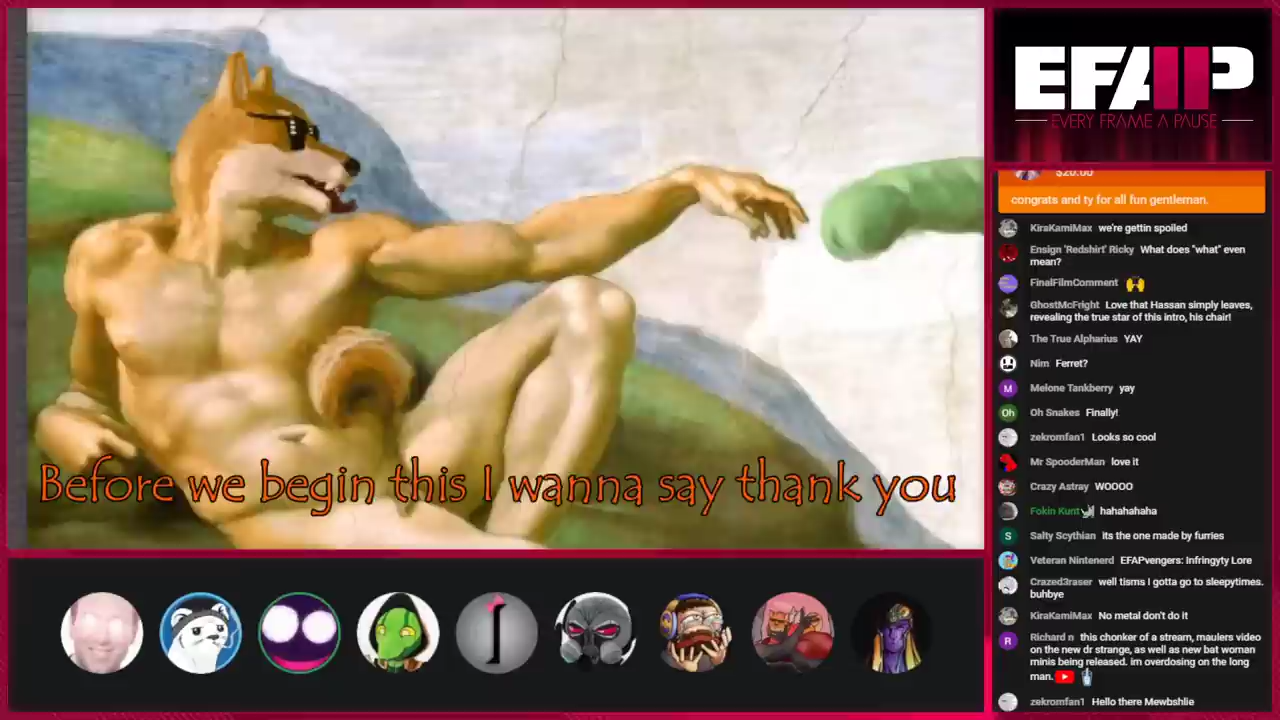 Before we begin this I wanna say thank you
EFAP
EVERY FRAME A PAUSE
$20.00
congrats and ty for all fun gentleman.
KiraKamiMax we're gettin spoiled
Ensign 'Redshirt' Ricky What does "what" even
mean?
FinalFilmComment
GhostMcFright Love that Hassan simply leaves,
revealing the true star of this intro, his chair!
The True Alpharius YAY
Nim Ferret?
M Melone Tankberry yay
Oh Oh Snakes Finally!
zekromfan1 Looks so cool
Mr SpooderMan love it
Crazy Astray WOOOO
Fokin Kunt hahahahaha
S Salty Scythian its the one made by furries
Veteran Nintenerd EFAPvengers: Infringyty Lore
Crazed3raser well tisms I gotta go to sleepytimes.
buhbye
KiraKamiMax No metal don't do it
R Richard n this chonker of a stream, maulers video
on the new dr strange, as well as new bat woman
minis being released. im overdosing on the long
man.
zekromfan1 Hello there Mewbshlie